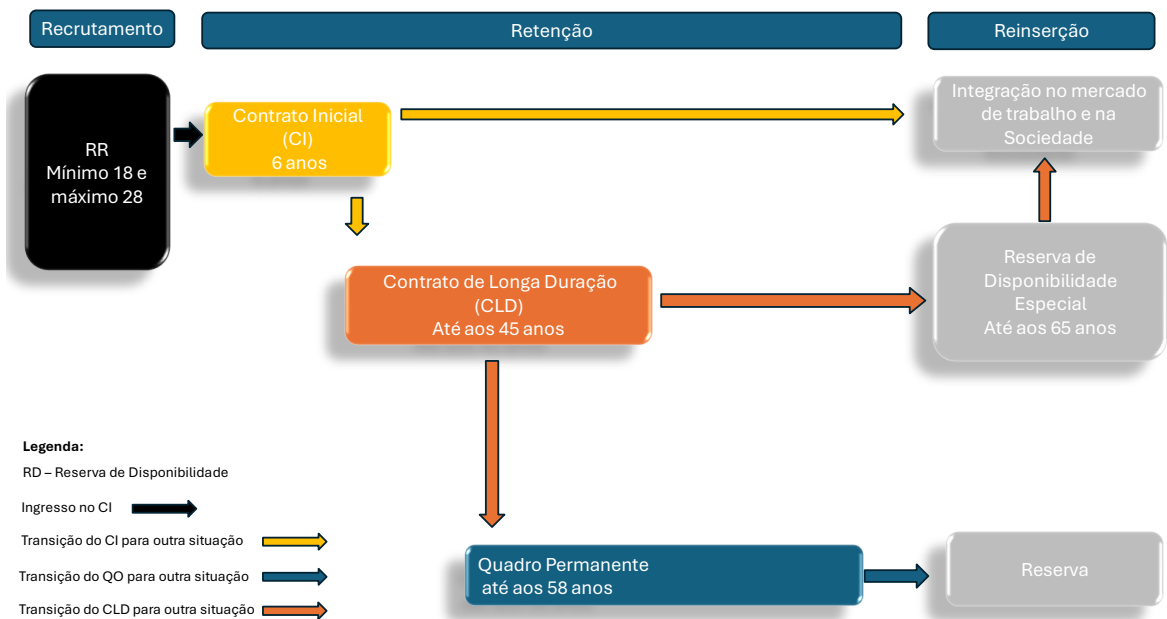 Recrutamento
Retenção
Reinserção
RR
Mínimo 18 e
máximo 28
Contrato Inicial
(CI)
6 anos
Integração no mercado
de trabalho e na
Sociedade
Contrato de Longa Duração
(CLD)
Até aos 45 anos
Reserva de
Disponibilidade
Especial
Até aos 65 anos
Legenda:
RD – Reserva de Disponibilidade
Ingresso no CI
Transição do CI para outra situação
Transição do QO para outra situação
Transição do CLD para outra situação
Quadro Permanente
até aos 58 anos
Reserva